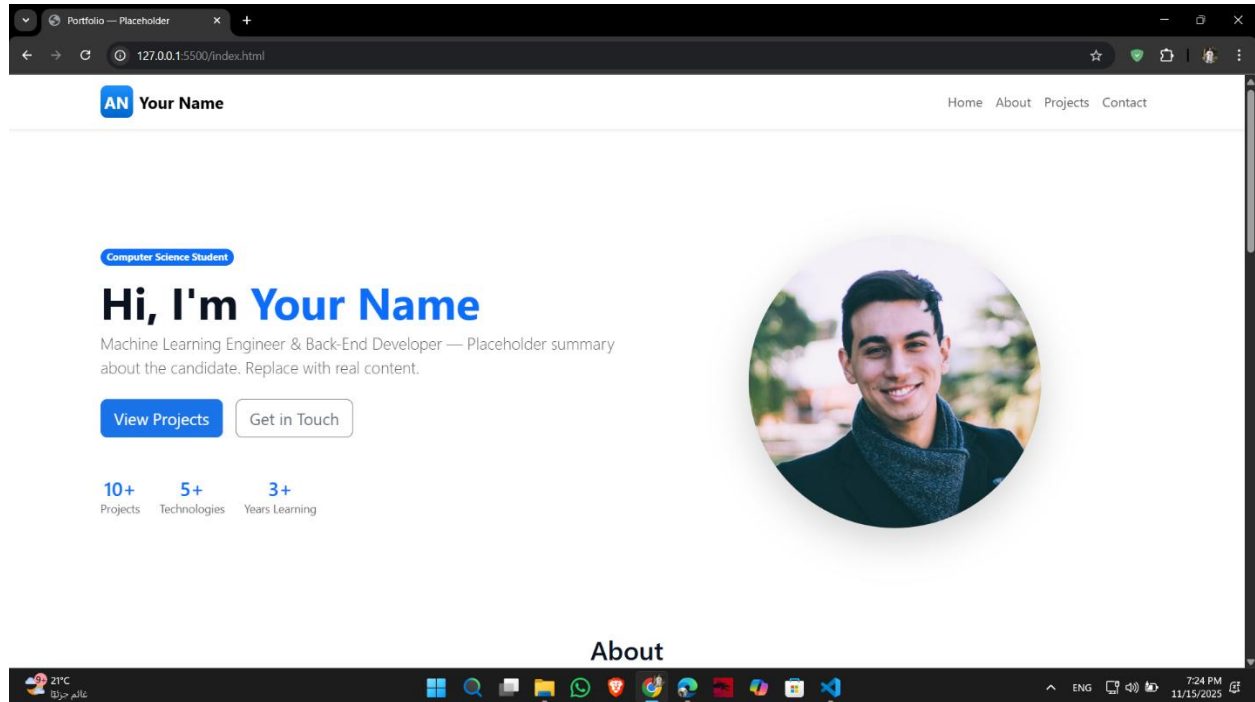 Portfolio — Placeholder
127.0.0.1:5500/index.html
AN Your Name
Home About Projects Contact
Computer Science Student
Hi, I'm Your Name
Machine Learning Engineer & Back-End Developer — Placeholder summary
about the candidate. Replace with real content.
View Projects Get in Touch
10+ 5+ 3+
Projects Technologies Years Learning
About
9+ 21°C
غائم جزئيًا
ENG
7:24 PM
11/15/2025